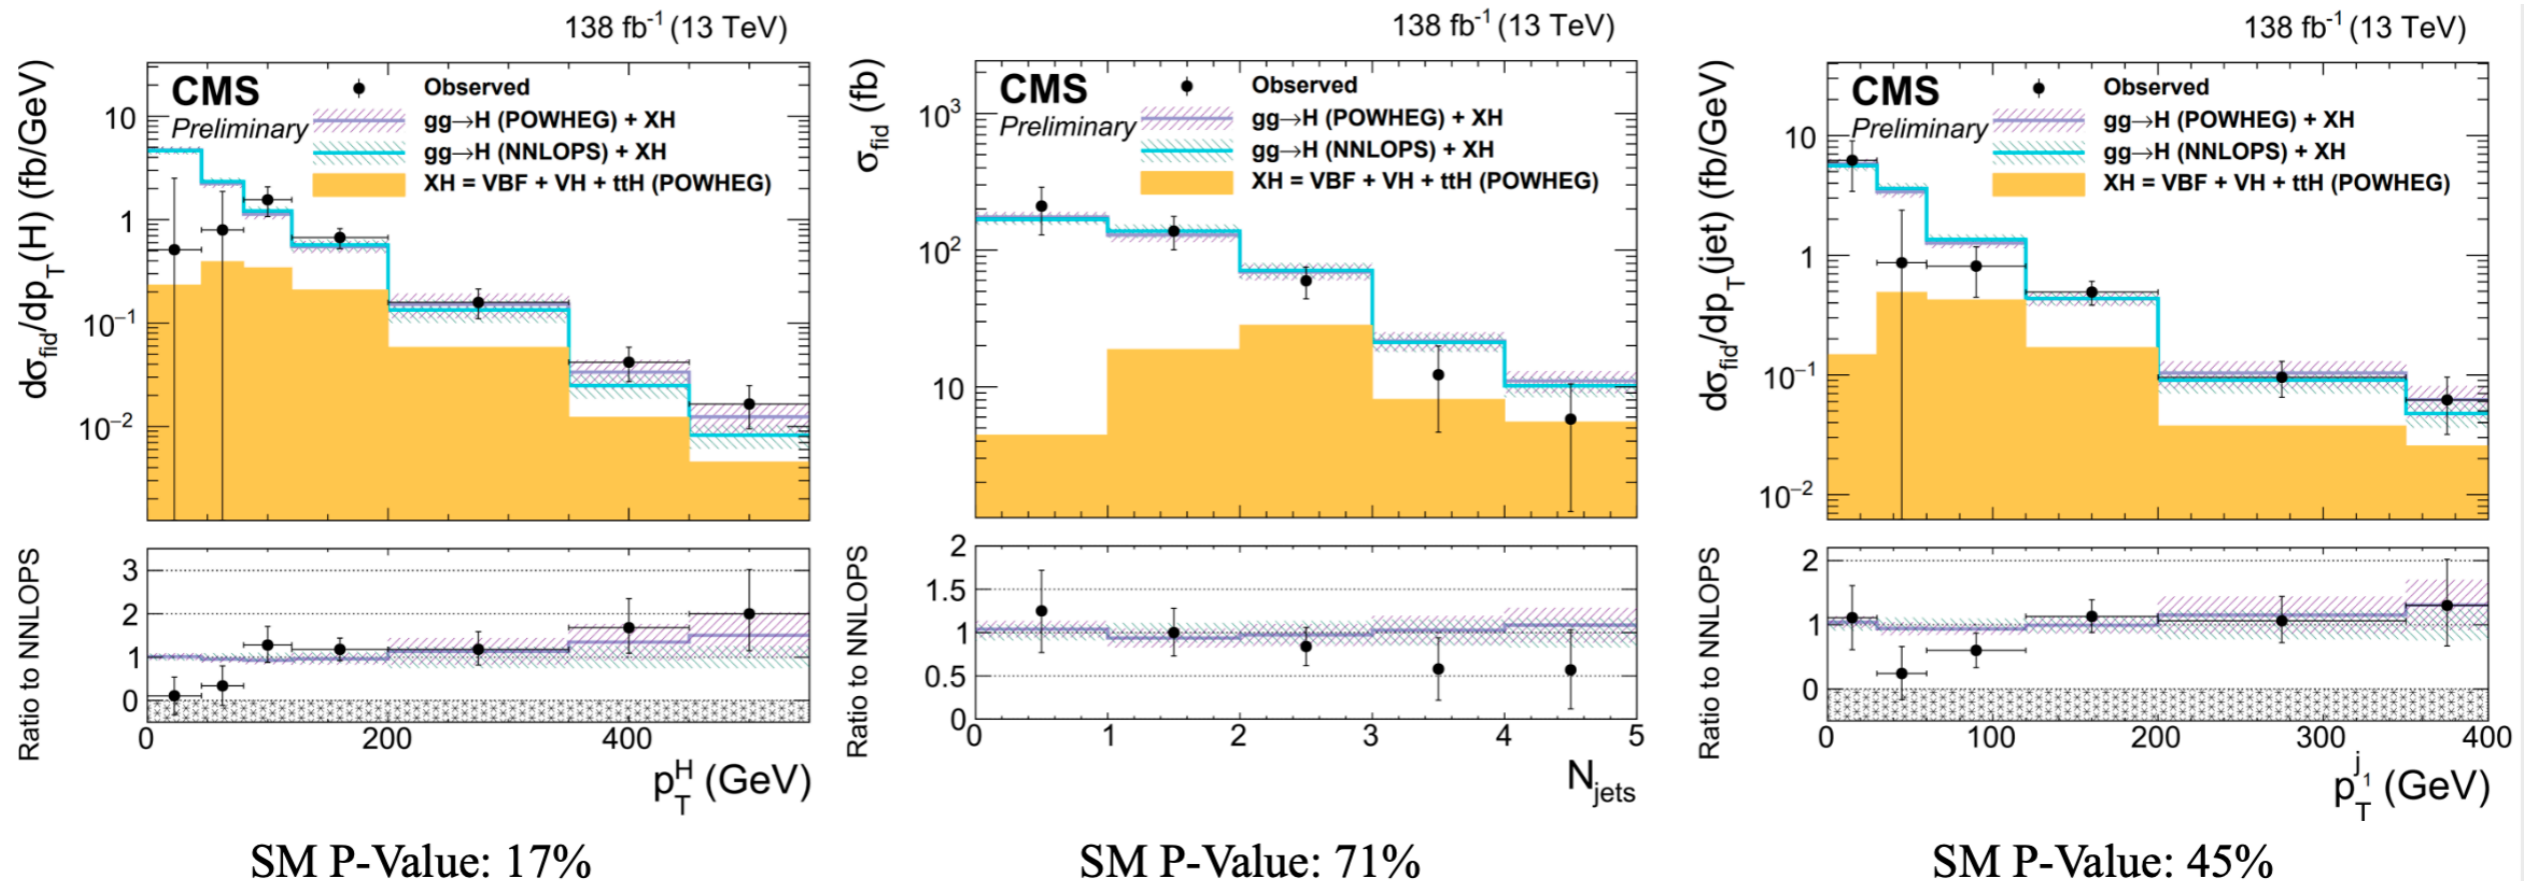 138 fb-1 (13 TeV)
CMS
Preliminary
Observed
gg→H (POWHEG) + XH
gg→H (NNLOPS) + XH
XH = VBF + VH + ttH (POWHEG)
dσfid/dpT(H) (fb/GeV)
10
1
10−1
10−2
Ratio to NNLOPS
3
2
1
0
0 200 400
pTH (GeV)
SM P-Value: 17%
138 fb-1 (13 TeV)
CMS
Preliminary
Observed
gg→H (POWHEG) + XH
gg→H (NNLOPS) + XH
XH = VBF + VH + ttH (POWHEG)
σfid (fb)
103
102
10
Ratio to NNLOPS
2
1.5
1
0.5
0
0 1 2 3 4 5
Njets
SM P-Value: 71%
138 fb-1 (13 TeV)
CMS
Preliminary
Observed
gg→H (POWHEG) + XH
gg→H (NNLOPS) + XH
XH = VBF + VH + ttH (POWHEG)
dσfid/dpT(jet) (fb/GeV)
10
1
10−1
10−2
Ratio to NNLOPS
2
1
0
0 100 200 300 400
pTj1 (GeV)
SM P-Value: 45%